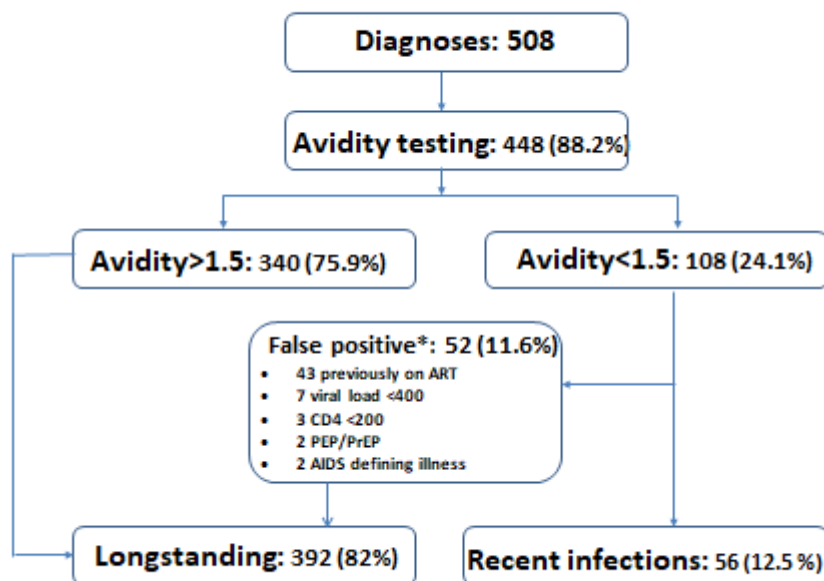 Diagnoses: 508
Avidity testing: 448 (88.2%)
Avidity>1.5: 340 (75.9%)
Avidity<1.5: 108 (24.1%)
False positive*: 52 (11.6%)
• 43 previously on ART
• 7 viral load <400
• 3 CD4 <200
• 2 PEP/PrEP
• 2 AIDS defining illness
Longstanding: 392 (82%)
Recent infections: 56 (12.5 %)